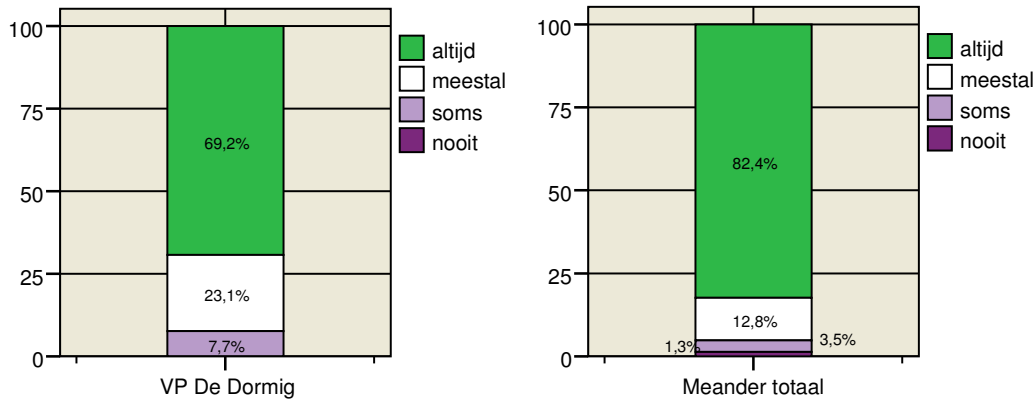 100
75
50
25
0
69,2%
23,1%
7,7%
VP De Dormig
altijd
meestal
soms
nooit
100
75
50
25
0
82,4%
12,8%
1,3%
3,5%
Meander totaal
altijd
meestal
soms
nooit